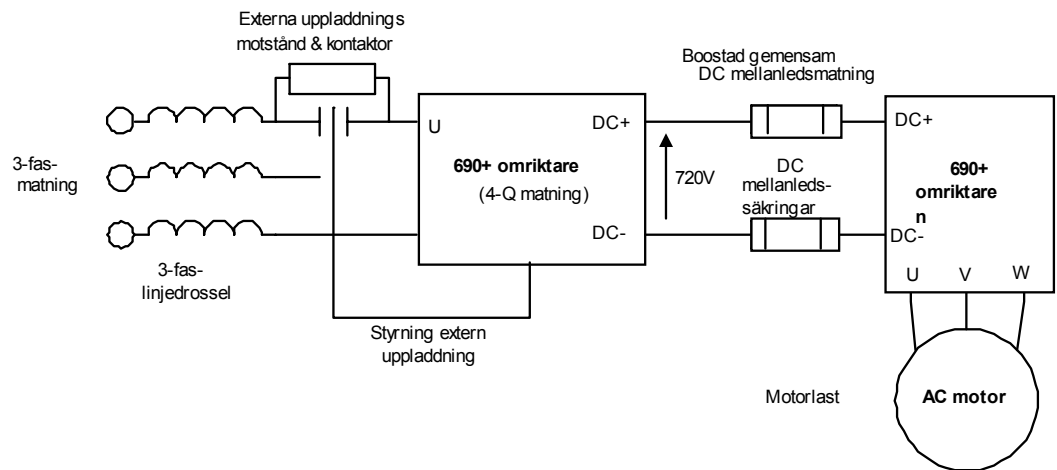 Externa uppladdnings
motstånd & kontaktor
Boostad gemensam
DC mellanledsmatning
U
DC+
DC+
3-fas-
matning
690+ omriktare
(4-Q matning)
720V
DC
mellanleds-
säkringar
690+
omriktare
n
DC-
DC-
3-fas-
linjedrossel
U
V
W
Styrning extern
uppladdning
Motorlast
AC motor